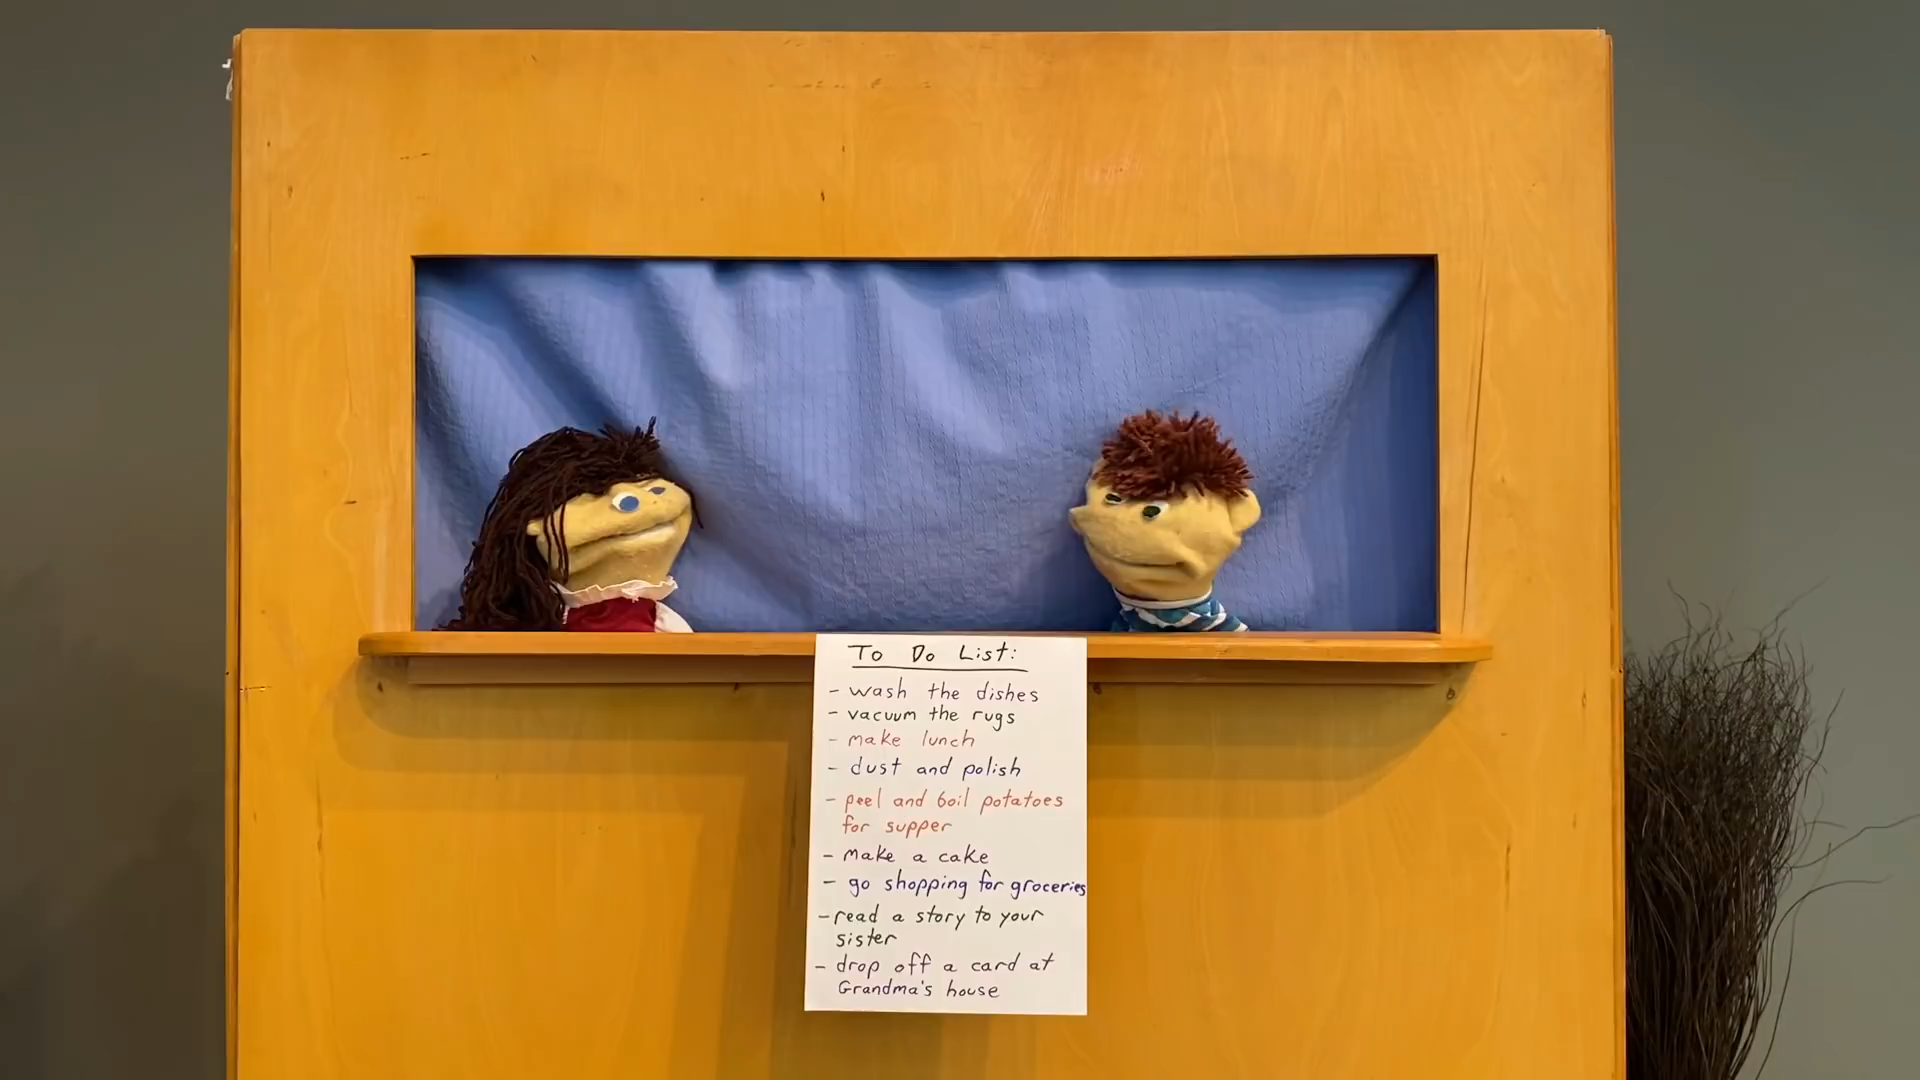 To Do List:
- wash the dishes
- vacuum the rugs
- make lunch
- dust and polish
- peel and boil potatoes
for supper
- make a cake
- go shopping for groceries
- read a story to your
sister
- drop off a card at
Grandma's house